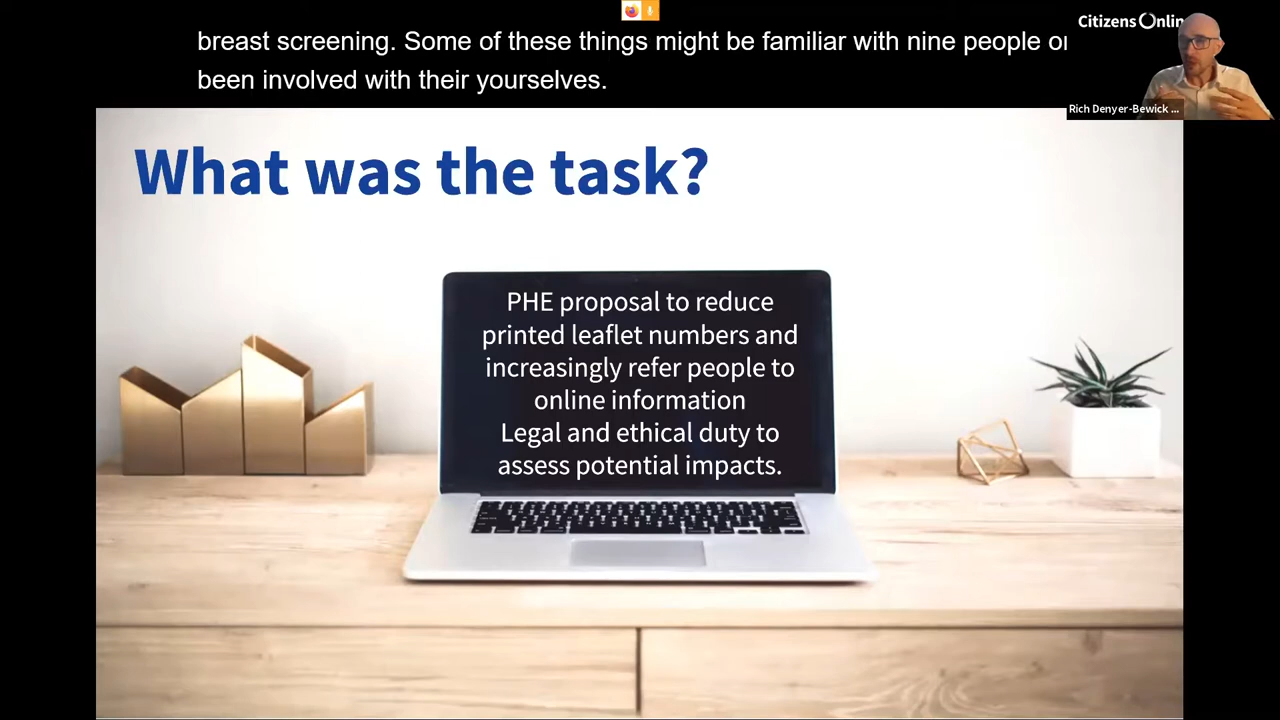 breast screening. Some of these things might be familiar with nine people or
been involved with their yourselves.
Citizens Onlin
Rich Denyer-Bewick ...
What was the task?
PHE proposal to reduce
printed leaflet numbers and
increasingly refer people to
online information
Legal and ethical duty to
assess potential impacts.